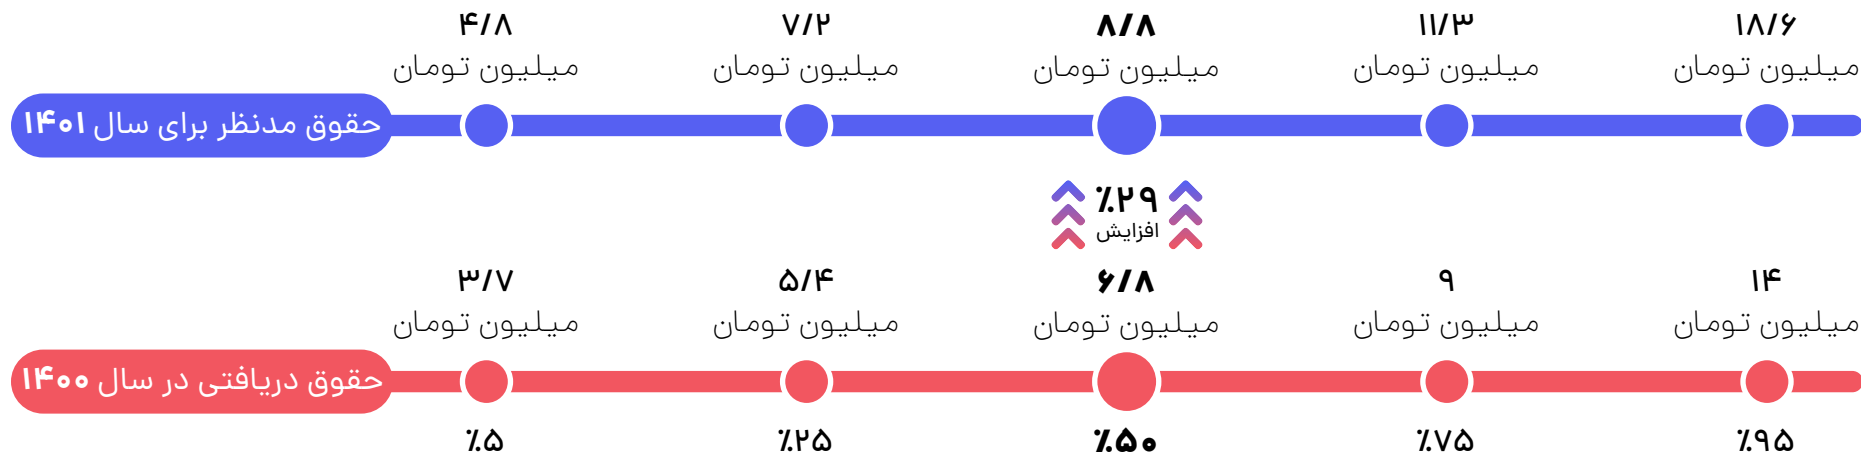 ۴/۸ ۷/۲ ۸/۸ ۱۱/۳ ۱۸/۶
میلیون تومان میلیون تومان میلیون تومان میلیون تومان میلیون تومان
حقوق مدنظر برای سال ۱۴۰۱
٪۲۹
افزایش
۳/۷ ۵/۴ ۶/۸ ۹ ۱۴
میلیون تومان میلیون تومان میلیون تومان میلیون تومان میلیون تومان
حقوق دریافتی در سال ۱۴۰۰
٪۵ ٪۲۵ ٪۵۰ ٪۷۵ ٪۹۵